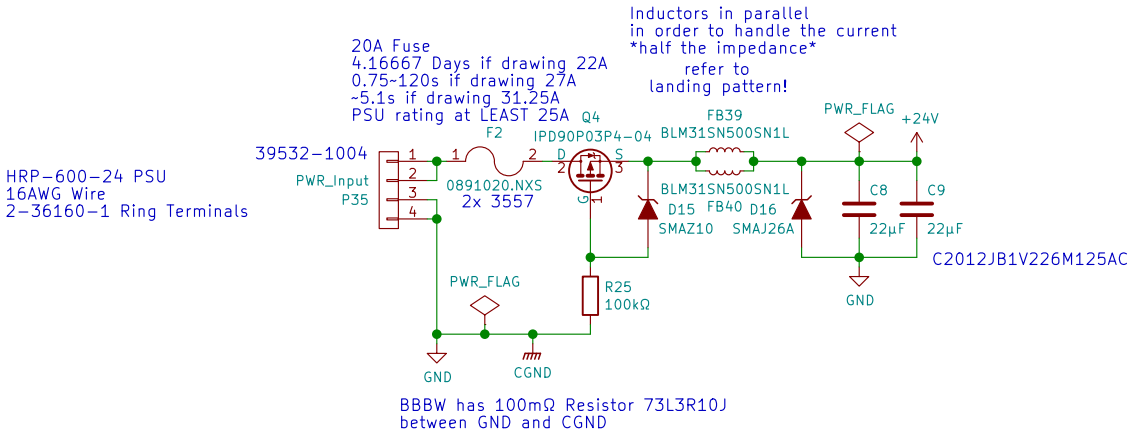 Inductors in parallel
in order to handle the current
*half the impedance*
refer to
landing pattern!
20A Fuse
4.16667 Days if drawing 22A
0.75~120s if drawing 27A
~5.1s if drawing 31.25A
PSU rating at LEAST 25A
Q4
IPD90P03P4-04
F2
FB39
BLM31SN500SN1L
PWR_FLAG
+24V
39532-1004
1
2
3
4
PWR_Input
P35
1
2
0891020.NXS
2x 3557
D
2
S
3
G
1
HRP-600-24 PSU
16AWG Wire
2-36160-1 Ring Terminals
BLM31SN500SN1L
FB40
D15
SMAZ10
D16
SMAJ26A
C8
22µF
C9
22µF
C2012JB1V226M125AC
PWR_FLAG
R25
100kΩ
GND
GND
CGND
BBBW has 100mΩ Resistor 73L3R10J
between GND and CGND